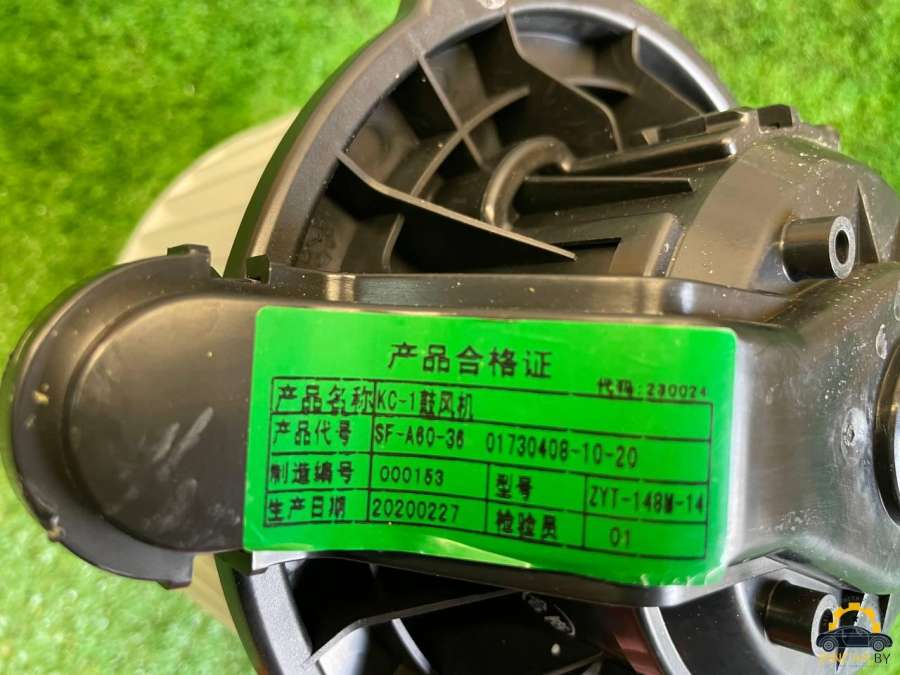 产品合格证
代码:230024
产品名称 KC-1鼓风机
产品代号 SF-A60-36 01730408-10-20
制造编号 000153 型号 ZYT-148M-14
生产日期 20200227 检验员 01
BY